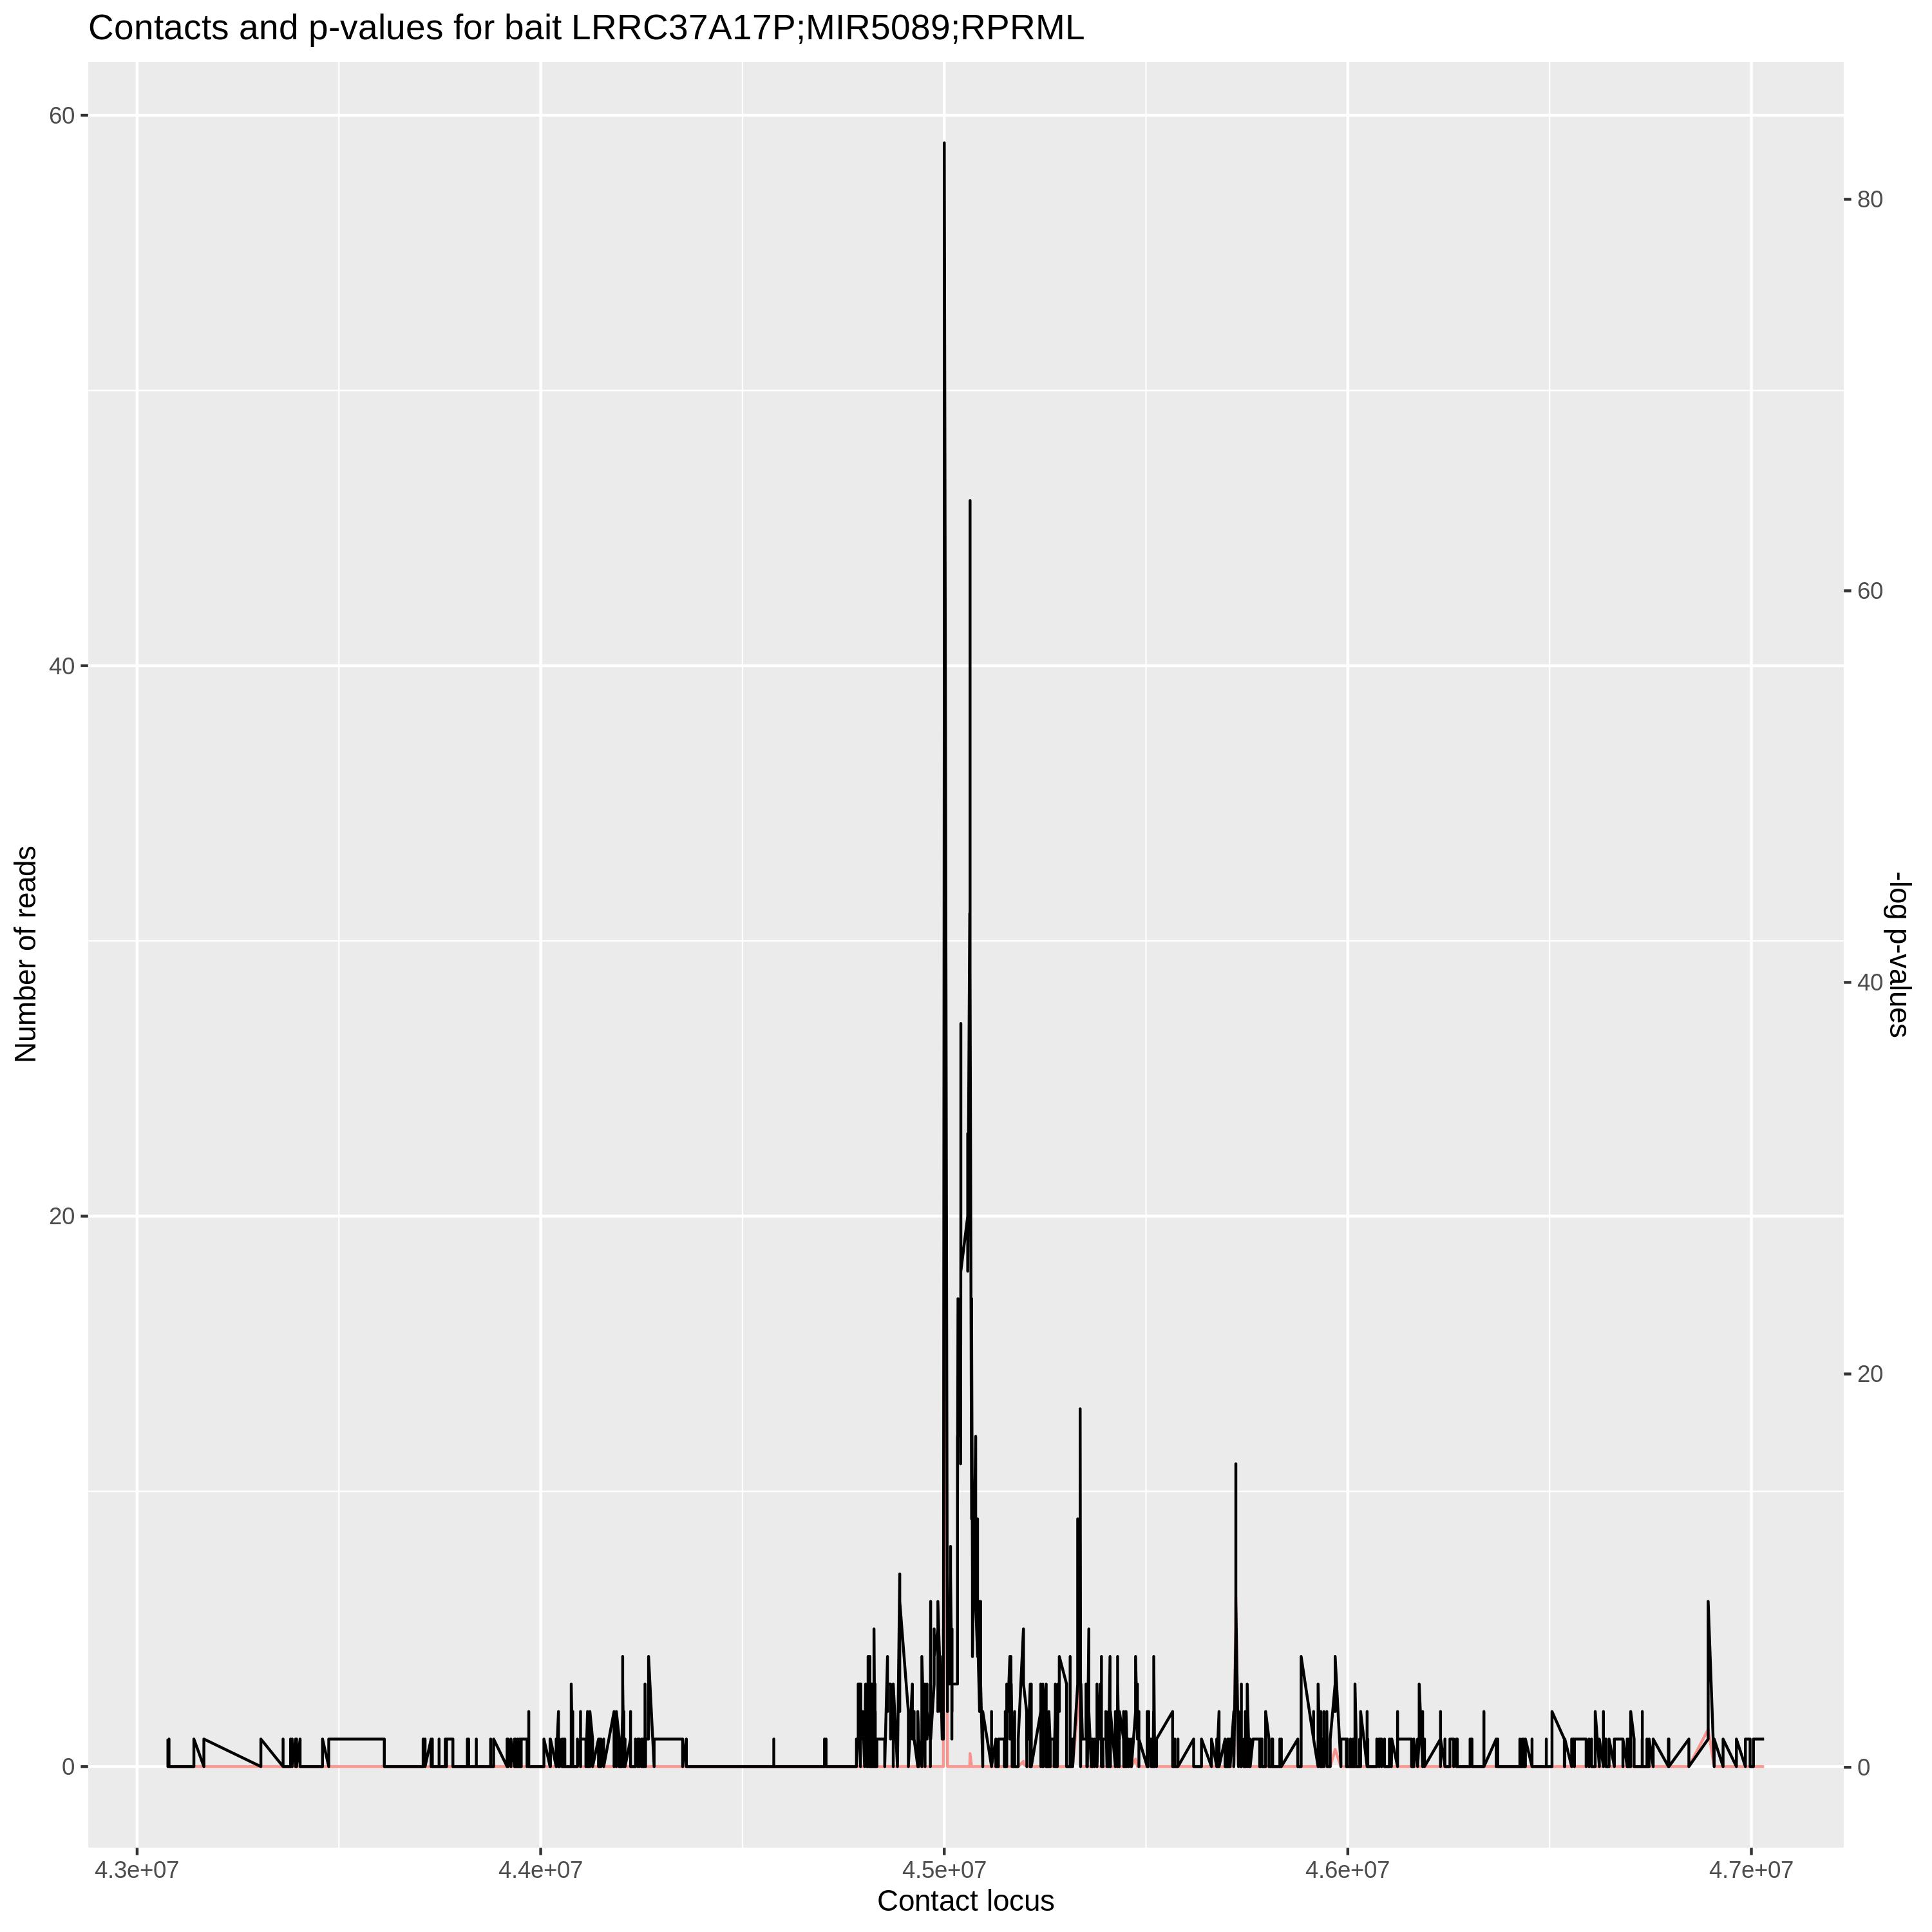 Contacts and p-values for bait LRRC37A17P;MIR5089;RPRML
60
40
20
0
Number of reads
80
60
40
20
0
-log p-values
4.3e+07
4.4e+07
4.5e+07
4.6e+07
4.7e+07
Contact locus